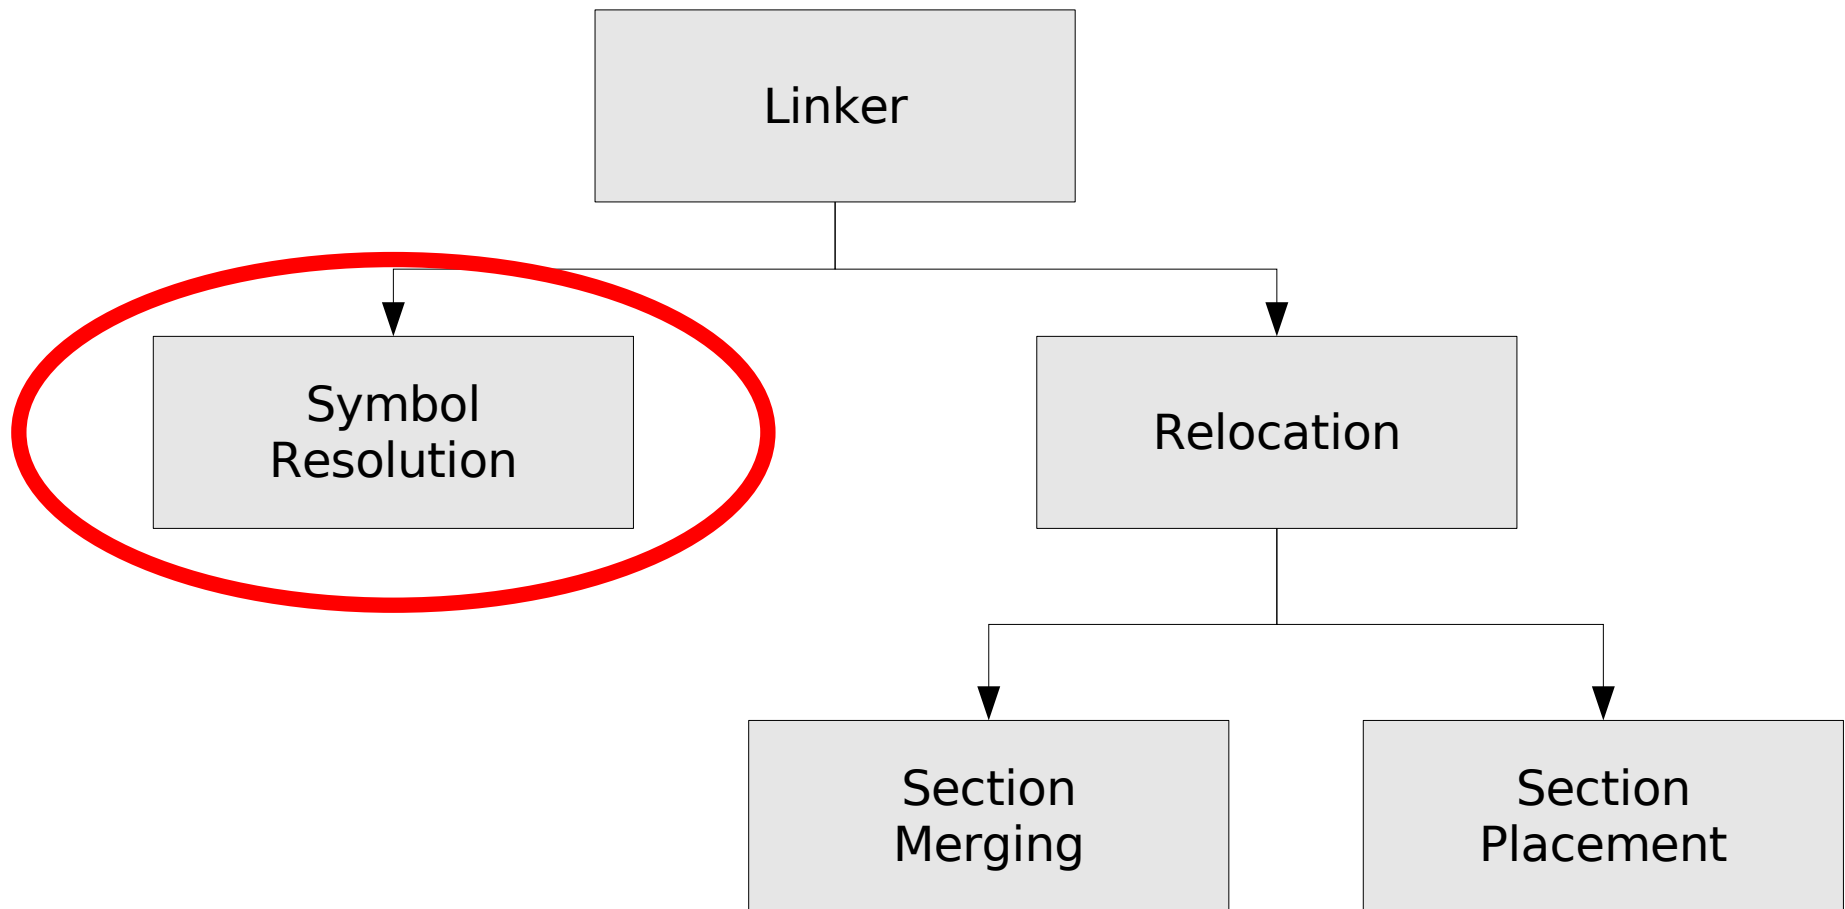 Linker
Symbol
Resolution
Relocation
Section
Merging
Section
Placement